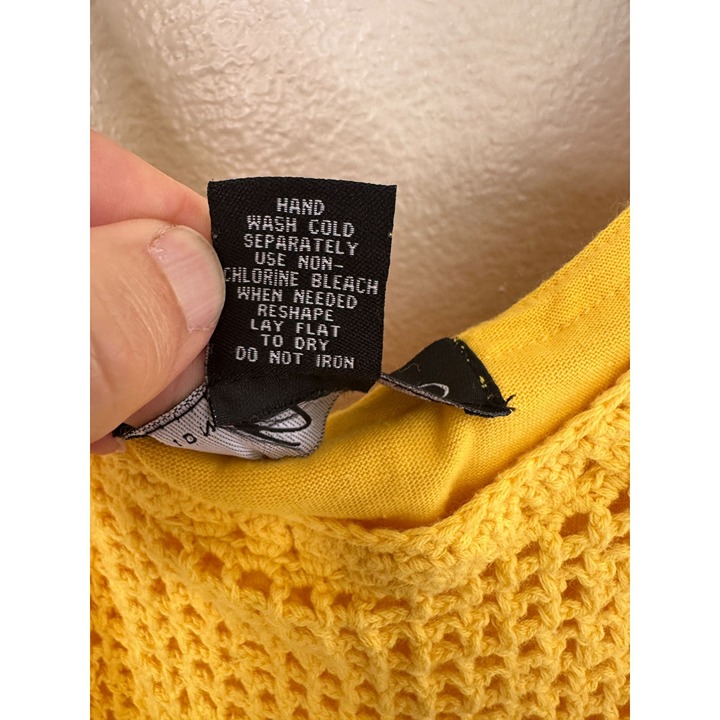 HAND
WASH COLD
SEPARATELY
USE NON-
CHLORINE BLEACH
WHEN NEEDED
RESHAPE
LAY FLAT
TO DRY
DO NOT IRON